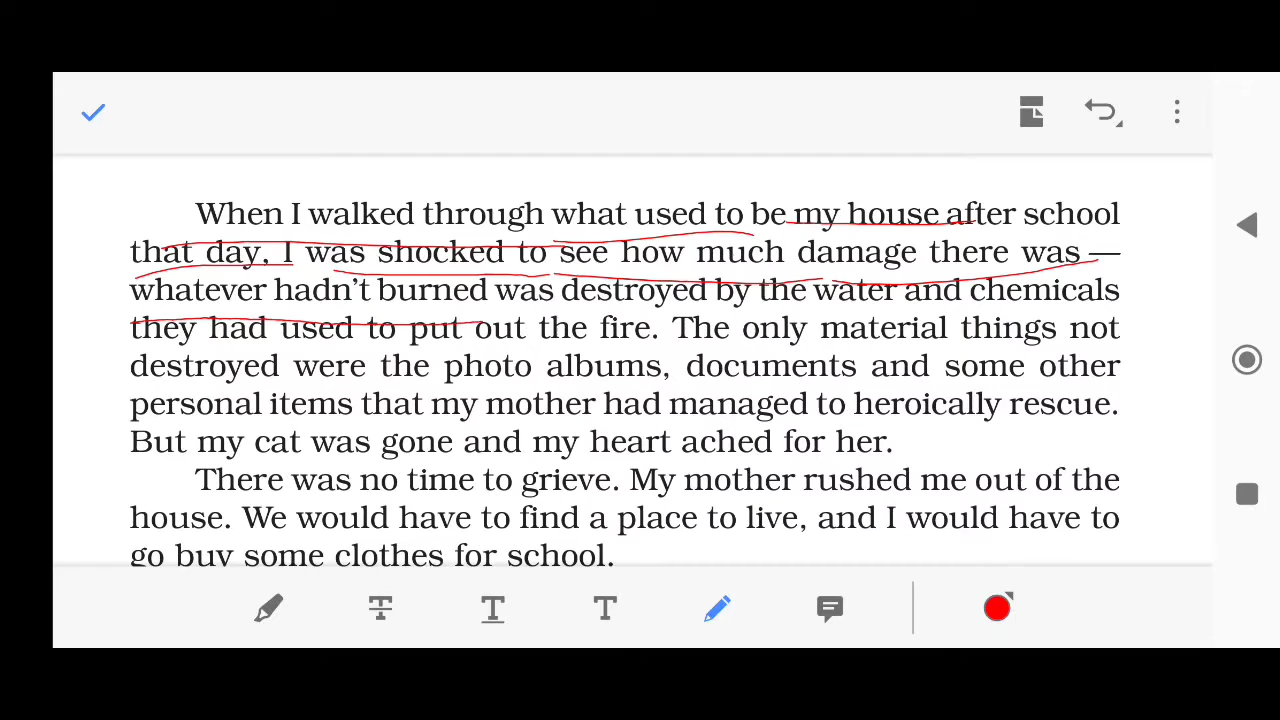 When I walked through what used to be my house after school
that day, I was shocked to see how much damage there was —
whatever hadn't burned was destroyed by the water and chemicals
they had used to put out the fire. The only material things not
destroyed were the photo albums, documents and some other
personal items that my mother had managed to heroically rescue.
But my cat was gone and my heart ached for her.
There was no time to grieve. My mother rushed me out of the
house. We would have to find a place to live, and I would have to
go buy some clothes for school.